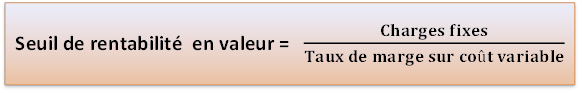 Seuil de rentabilité en valeur = Charges fixes
Taux de marge sur coût variable